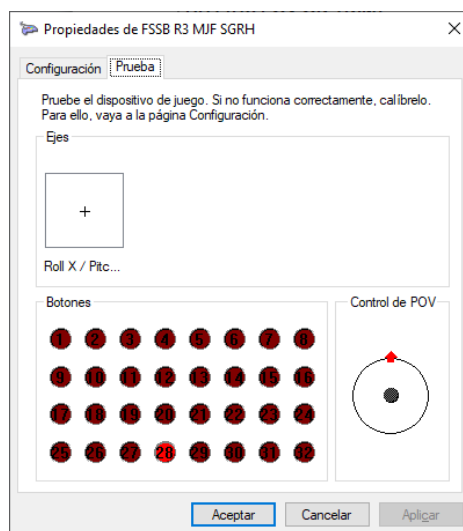 Propiedades de FSSB R3 MJF SGRH
Configuración Prueba
Pruebe el dispositivo de juego. Si no funciona correctamente, calíbrelo.
Para ello, vaya a la página Configuración.
Ejes
Roll X / Pitc...
Botones Control de POV
1 2 3 4 5 6 7 8
9 10 11 12 13 14 15 16
17 18 19 20 21 22 23 24
25 26 27 28 29 30 31 32
Aceptar Cancelar Aplicar